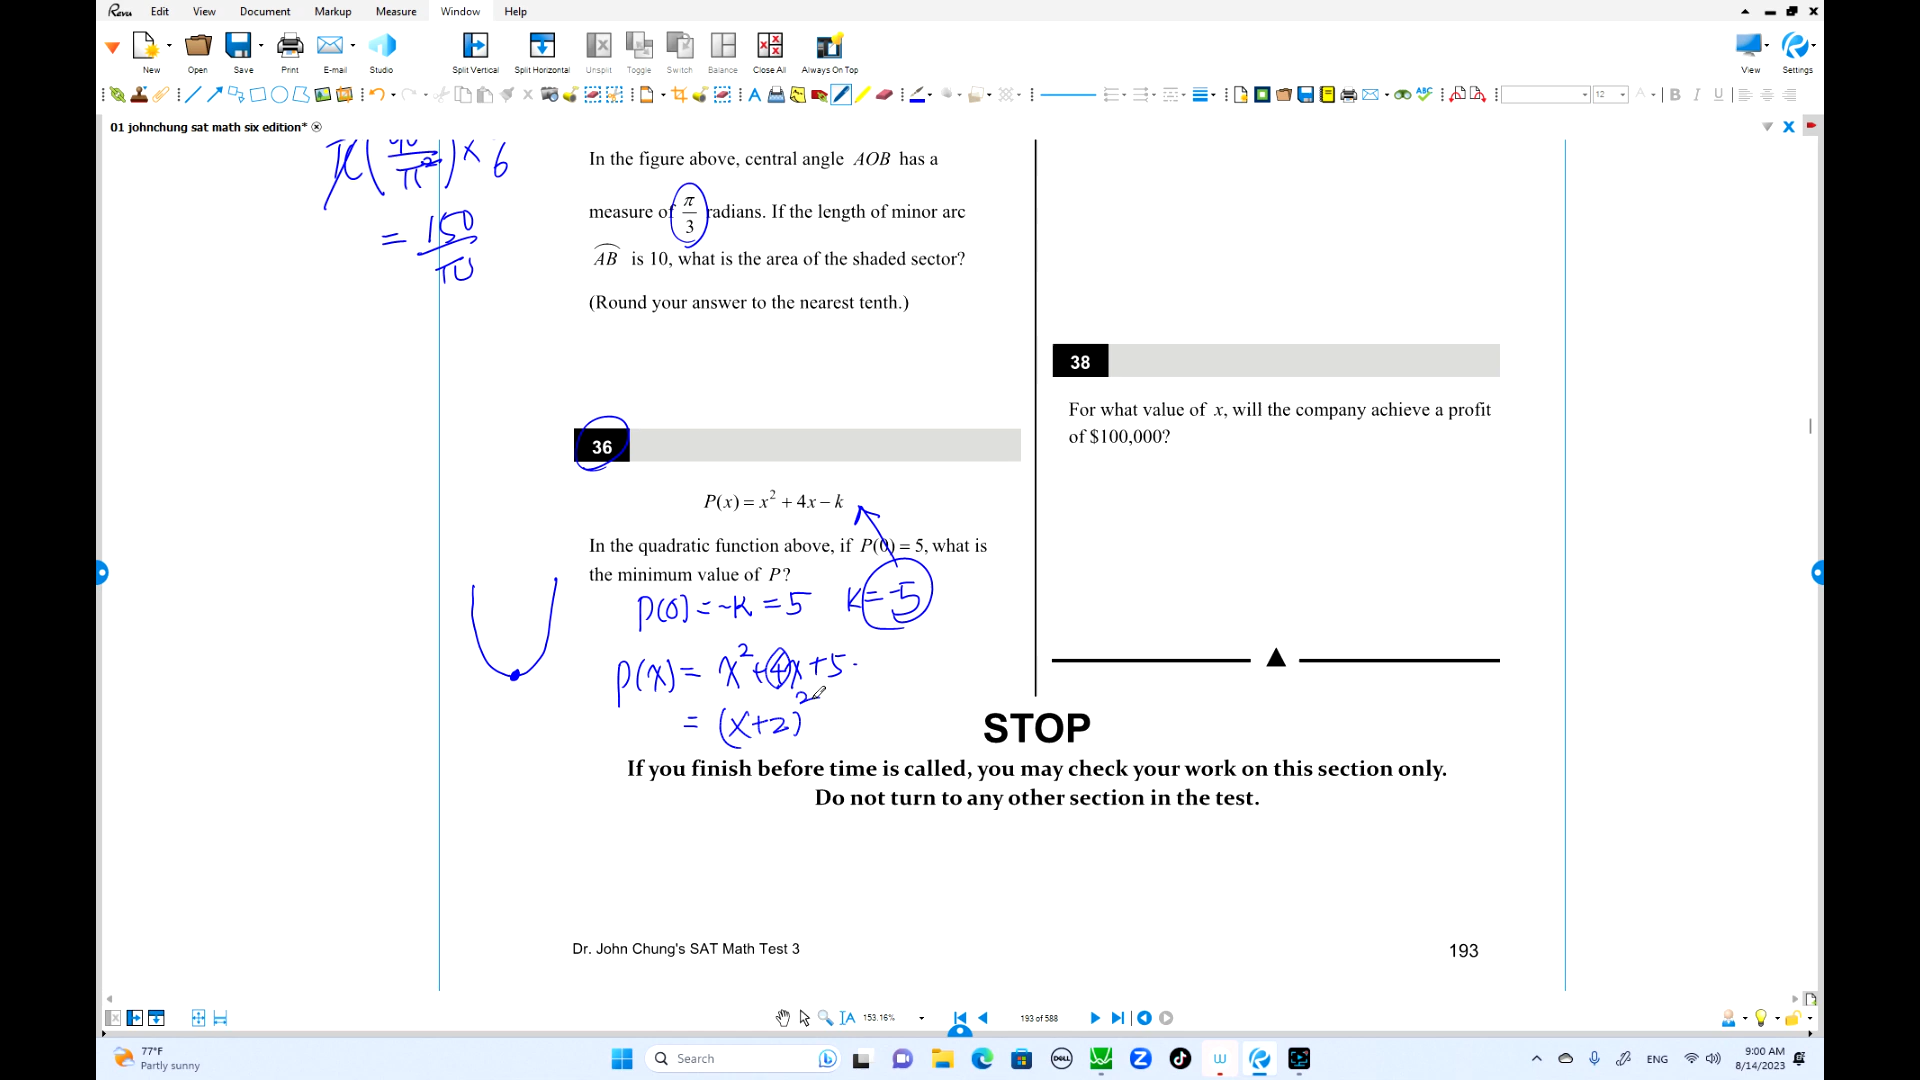 Revu Edit View Document Markup Measure Window Help
New Open Save Print E-mail Studio Split Vertical Split Horizontal Unsplit Toggle Switch Balance Close All Always On Top View Settings
12 B I U
01 johnchung sat math six edition*
× 6
= 150/π
In the figure above, central angle AOB has a
measure of π/3 radians. If the length of minor arc
AB is 10, what is the area of the shaded sector?
(Round your answer to the nearest tenth.)
36
P(x) = x² + 4x − k
In the quadratic function above, if P(0) = 5, what is
the minimum value of P?
P(0) = -k = 5 k = -5
P(x) = x² + 4x + 5
= (x+2)²
38
For what value of x, will the company achieve a profit
of $100,000?
STOP
If you finish before time is called, you may check your work on this section only.
Do not turn to any other section in the test.
Dr. John Chung's SAT Math Test 3
193
153.16%
193 of 588
77°F
Partly sunny
Search
DELL
ENG
9:00 AM
8/14/2023